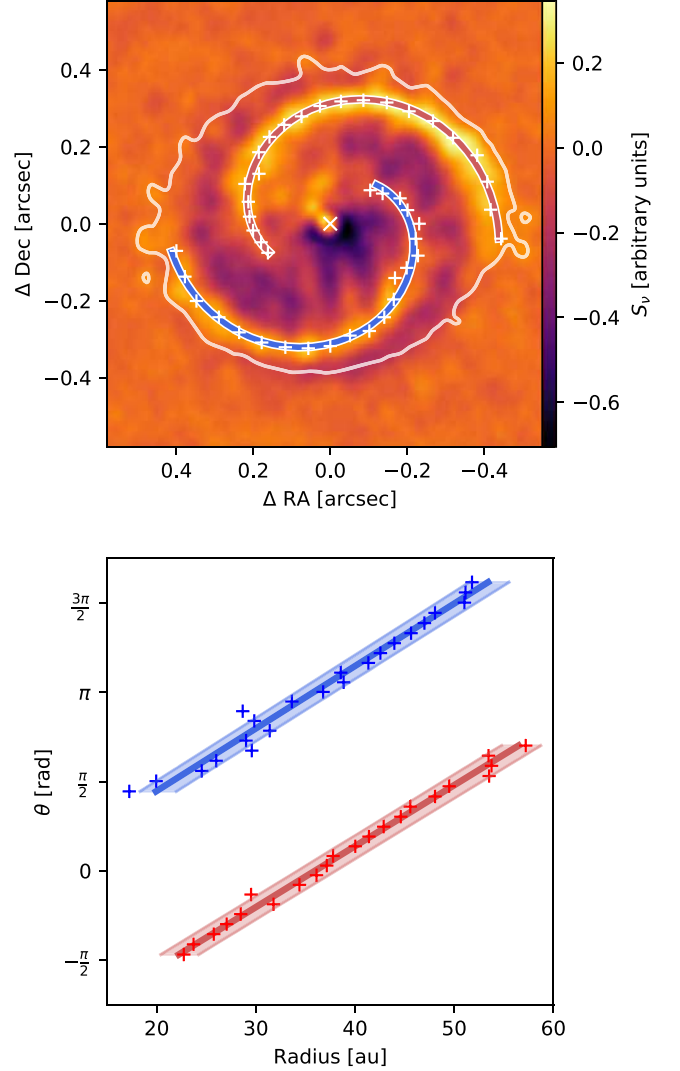 0.4
0.2
0.0
−0.2
−0.4
Δ Dec [arcsec]
0.4 0.2 0.0 −0.2 −0.4
Δ RA [arcsec]
0.2
0.0
−0.2
−0.4
−0.6
Sν [arbitrary units]
3π/2
π
π/2
0
−π/2
θ [rad]
20 30 40 50 60
Radius [au]